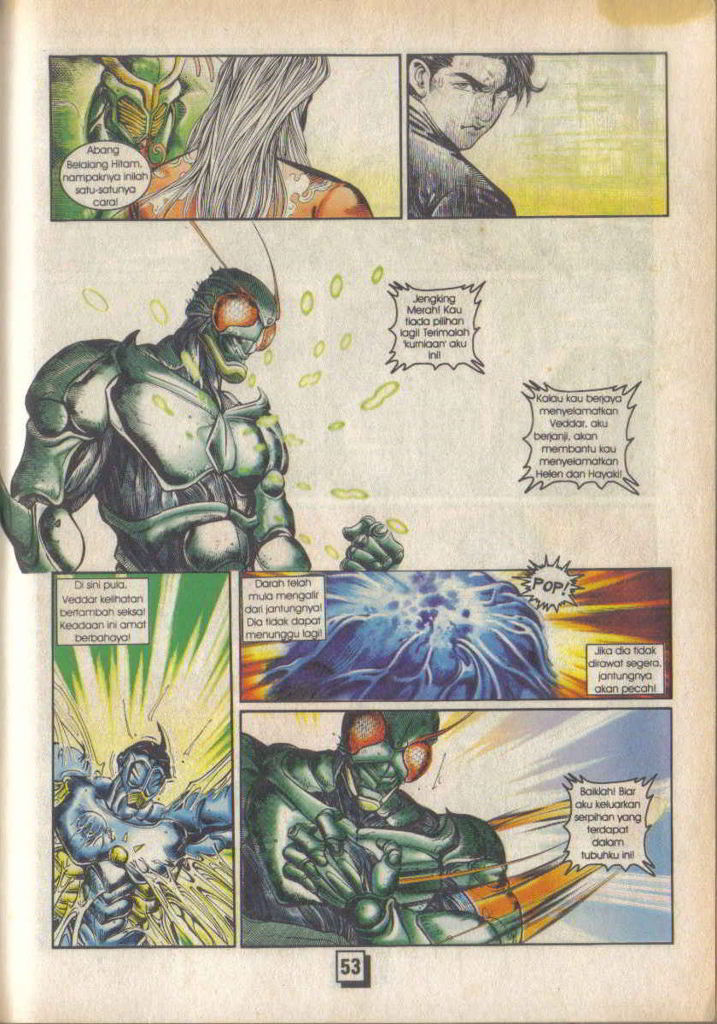 Abang
Belalang Hitam,
nampaknya inilah
satu-satunya
cara!
Jengking
Merah! Kau
tiada pilihan
lagi! Terimalah
'kurniaan' aku
ini!
Kalau kau berjaya
menyelamatkan
Veddar, aku
berjanji, akan
membantu kau
menyelamatkan
Helen dan Hayaki!
Di sini pula,
Veddar kelihatan
bertambah seksa!
Keadaan ini amat
berbahaya!
Darah telah
mula mengalir
dari jantungnya!
Dia tidak dapat
menunggu lagi!
POP!
Jika dia tidak
dirawat segera,
jantungnya
akan pecah!
Baiklah! Biar
aku keluarkan
serpihan yang
terdapat
dalam
tubuhku ini!
53